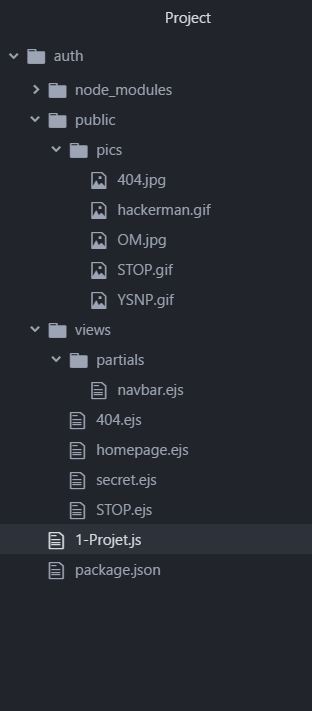 Project
auth
node_modules
public
pics
404.jpg
hackerman.gif
OM.jpg
STOP.gif
YSNP.gif
views
partials
navbar.ejs
404.ejs
homepage.ejs
secret.ejs
STOP.ejs
1-Projet.js
package.json